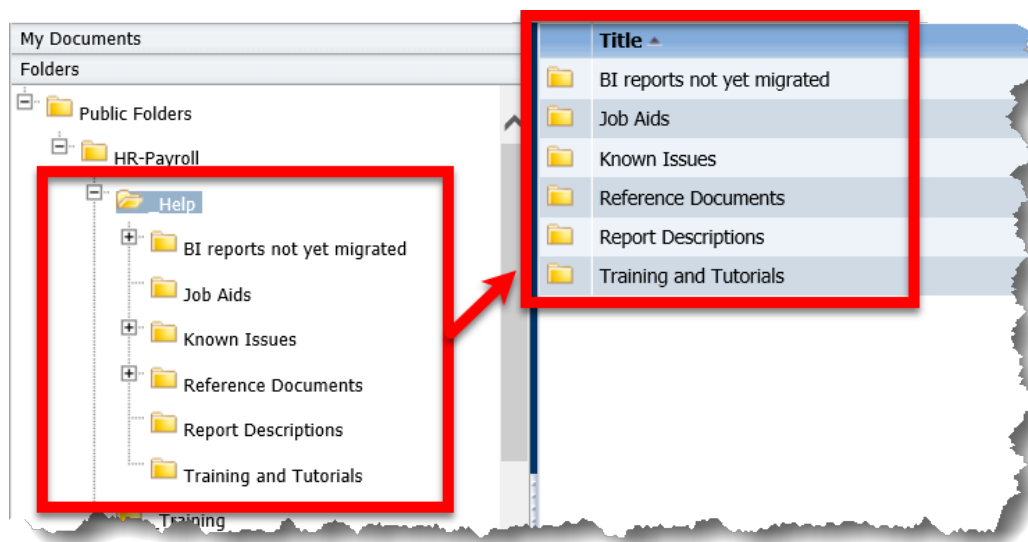 My Documents
Folders
Public Folders
HR-Payroll
_Help
BI reports not yet migrated
Job Aids
Known Issues
Reference Documents
Report Descriptions
Training and Tutorials
_Training
Title
BI reports not yet migrated
Job Aids
Known Issues
Reference Documents
Report Descriptions
Training and Tutorials